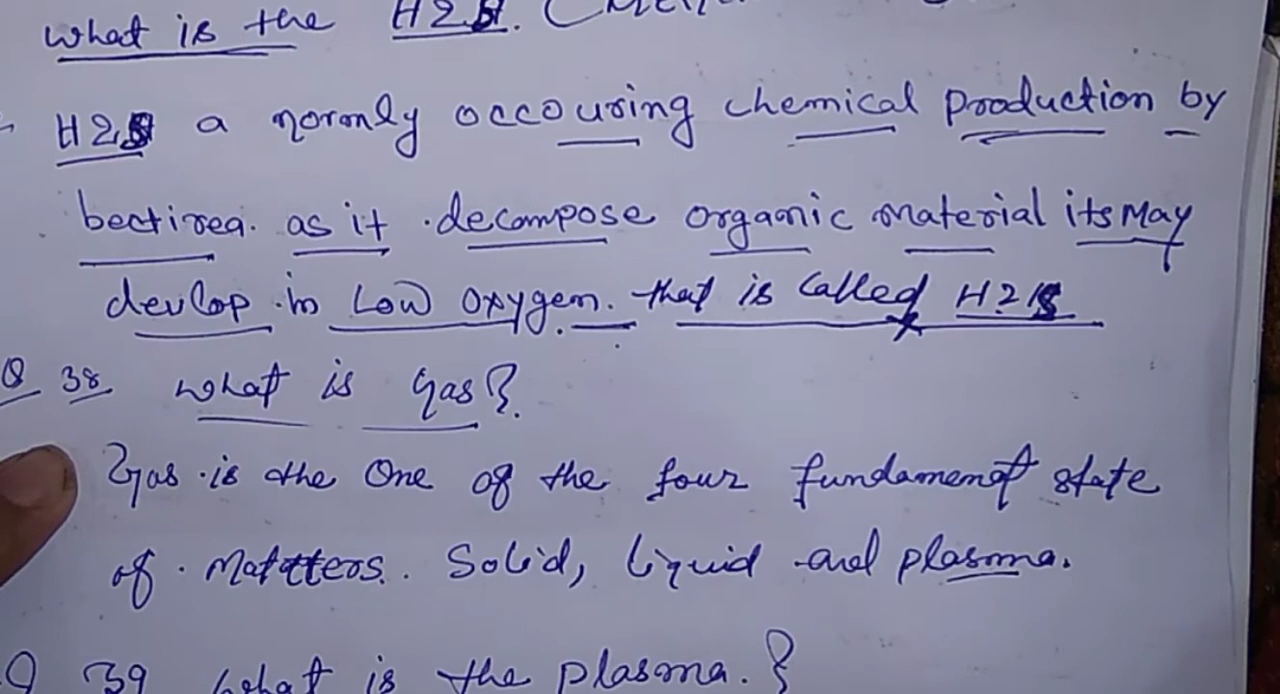 what is the H2S.
H2S a normly occouring chemical production by
bectirea. as it decompose organic material its May
devlop in Low oxygen. that is called H2S
Q 38 what is gas?
Gas is the One of the four fundamenat state
of Matetters. Solid, liquid and plasma.
Q 39 what is the plasma.?